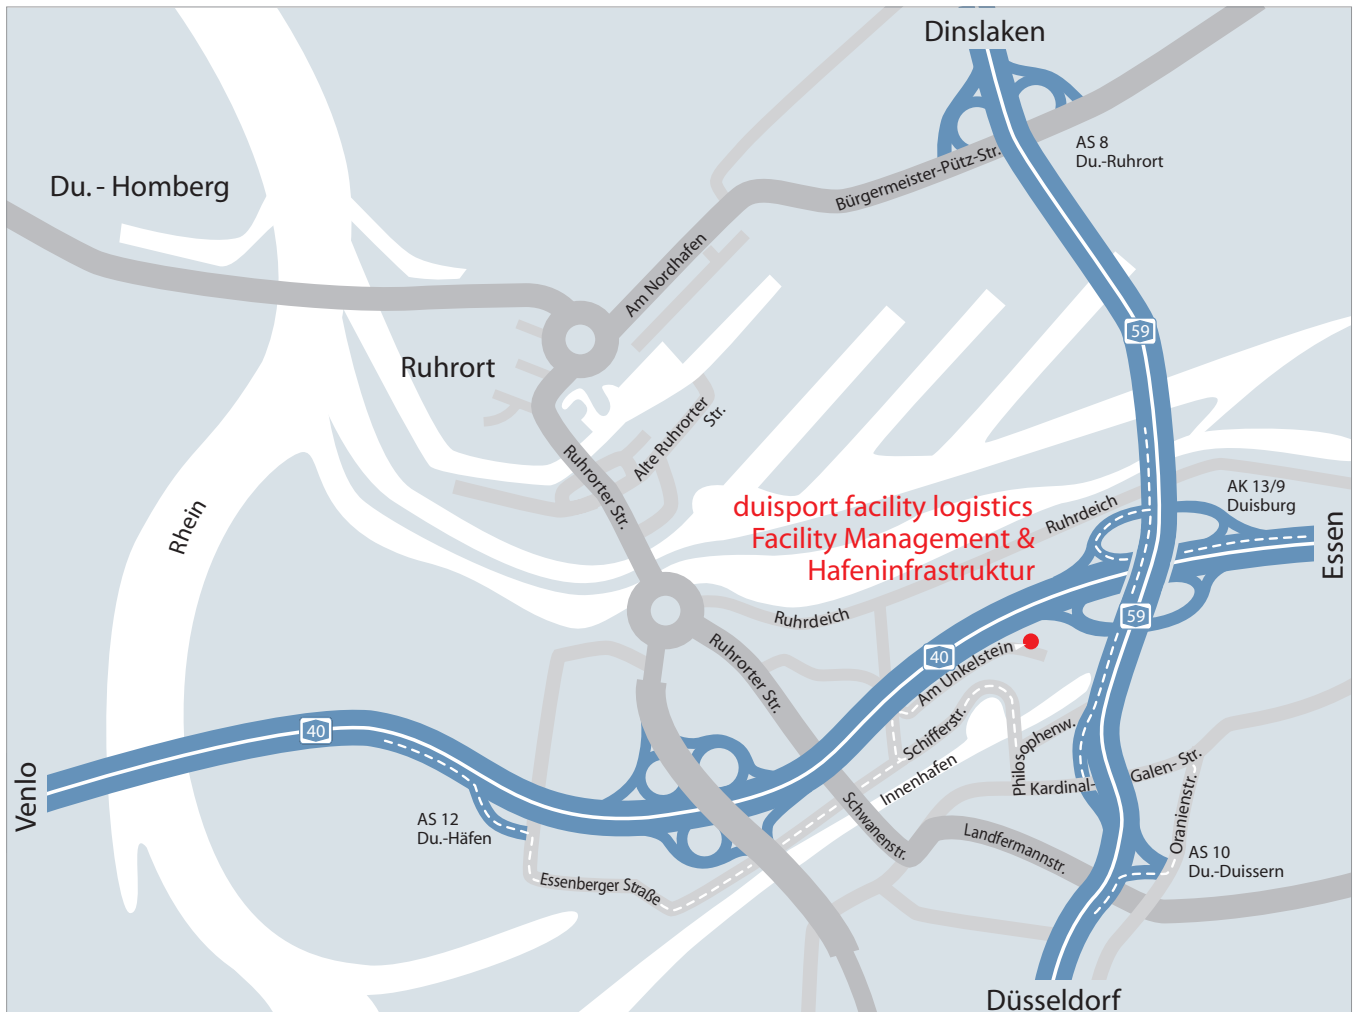 Dinslaken
AS 8
Du.-Ruhrort
Bürgermeister-Pütz-Str.
Du. - Homberg
Am Nordhafen
59
Ruhrort
Alte Ruhrorter
Str.
Ruhrorter Str.
Rhein
duisport facility logistics
Facility Management &
Hafeninfrastruktur
Ruhrdeich
AK 13/9
Duisburg
Essen
Ruhrdeich
59
Ruhrorter Str.
40
Am Unkelstein
Schifferstr.
Philosophenw.
Innenhafen
40
Venlo
Kardinal-
Galen- Str.
Oranienstr.
AS 12
Du.-Häfen
Schwanenstr.
Landfermannstr.
AS 10
Du.-Duissern
Essenberger Straße
Düsseldorf